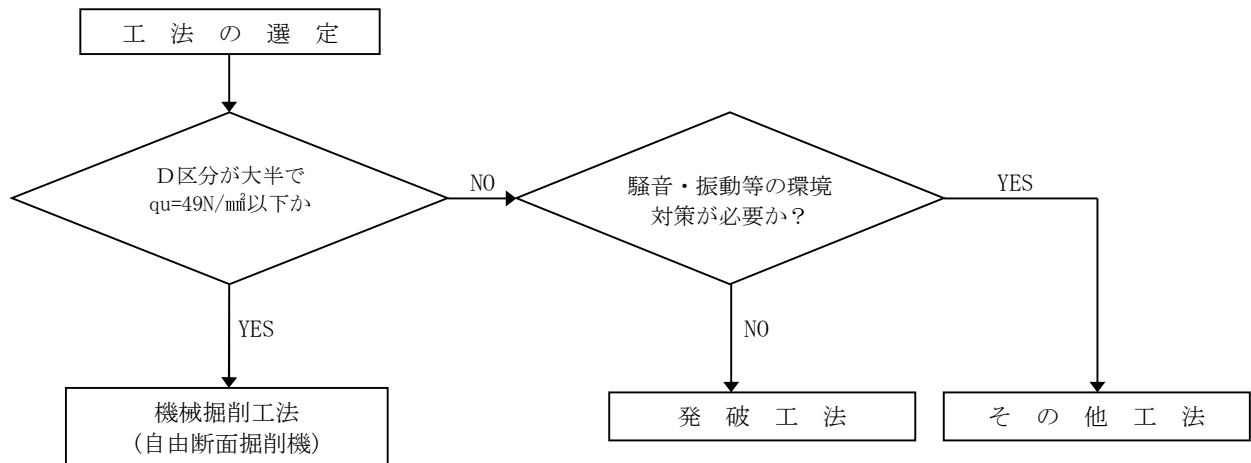 工 法 の 選 定
D区分が大半で
qu=49N/㎟以下か
NO
騒音・振動等の環境
対策が必要か?
YES
YES
NO
機械掘削工法
(自由断面掘削機)
発 破 工 法
そ の 他 工 法